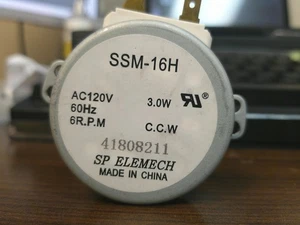 SSM-16H
AC120V 3.0W
60Hz
6R.P.M C.C.W
41808211
SP ELEMECH
MADE IN CHINA